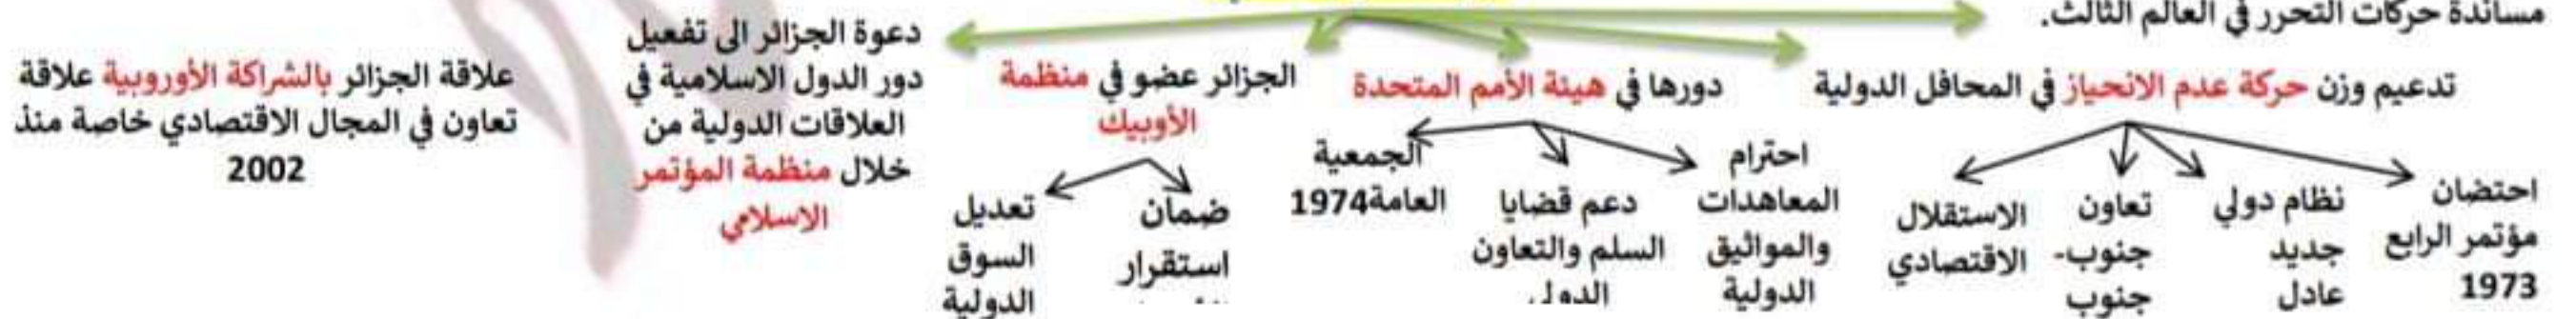 مساندة حركات التحرر في العالم الثالث.
تدعيم وزن حركة عدم الانحياز في المحافل الدولية
احتضان
مؤتمر الرابع
1973
نظام دولي
جديد
عادل
تعاون
جنوب-
جنوب
الاستقلال
الاقتصادي
دورها في هيئة الأمم المتحدة
احترام
المعاهدات
والمواثيق
الدولية
دعم قضايا
السلم والتعاون
الجمعية
العامة1974
الجزائر عضو في منظمة
الأوبيك
ضمان
استقرار
تعديل
السوق
الدولية
دعوة الجزائر الى تفعيل
دور الدول الاسلامية في
العلاقات الدولية من
خلال منظمة المؤتمر
الاسلامي
علاقة الجزائر بالشراكة الأوروبية علاقة
تعاون في المجال الاقتصادي خاصة منذ
2002